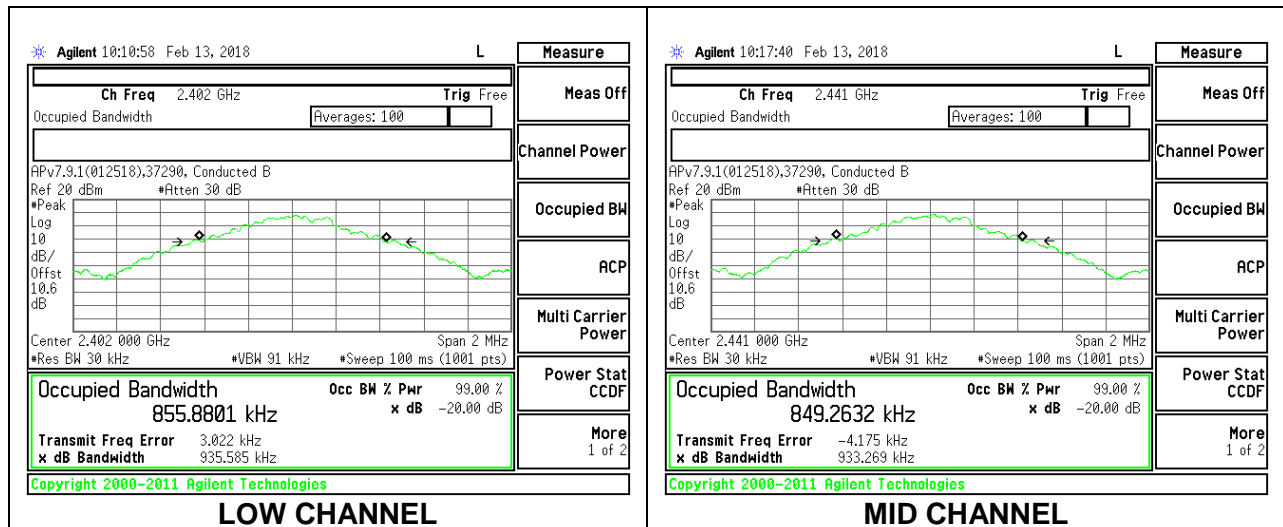 Agilent 10:10:58 Feb 13, 2018 L
Measure
Ch Freq 2.402 GHz Trig Free
Meas Off
Occupied Bandwidth Averages: 100
Channel Power
APv7.9.1(012518),37290, Conducted B
Ref 20 dBm #Atten 30 dB
#Peak
Log
10
dB/
Offst
10.6
dB
Occupied BW
ACP
Multi Carrier
Power
Center 2.402 000 GHz Span 2 MHz
#Res BW 30 kHz #VBW 91 kHz #Sweep 100 ms (1001 pts)
Power Stat
CCDF
Occupied Bandwidth Occ BW % Pwr 99.00 %
855.8801 kHz x dB -20.00 dB
Transmit Freq Error 3.022 kHz
x dB Bandwidth 935.585 kHz
More
1 of 2
Copyright 2000-2011 Agilent Technologies
LOW CHANNEL
Agilent 10:17:40 Feb 13, 2018 L
Measure
Ch Freq 2.441 GHz Trig Free
Meas Off
Occupied Bandwidth Averages: 100
Channel Power
APv7.9.1(012518),37290, Conducted B
Ref 20 dBm #Atten 30 dB
#Peak
Log
10
dB/
Offst
10.6
dB
Occupied BW
ACP
Multi Carrier
Power
Center 2.441 000 GHz Span 2 MHz
#Res BW 30 kHz #VBW 91 kHz #Sweep 100 ms (1001 pts)
Power Stat
CCDF
Occupied Bandwidth Occ BW % Pwr 99.00 %
849.2632 kHz x dB -20.00 dB
Transmit Freq Error -4.175 kHz
x dB Bandwidth 933.269 kHz
More
1 of 2
Copyright 2000-2011 Agilent Technologies
MID CHANNEL